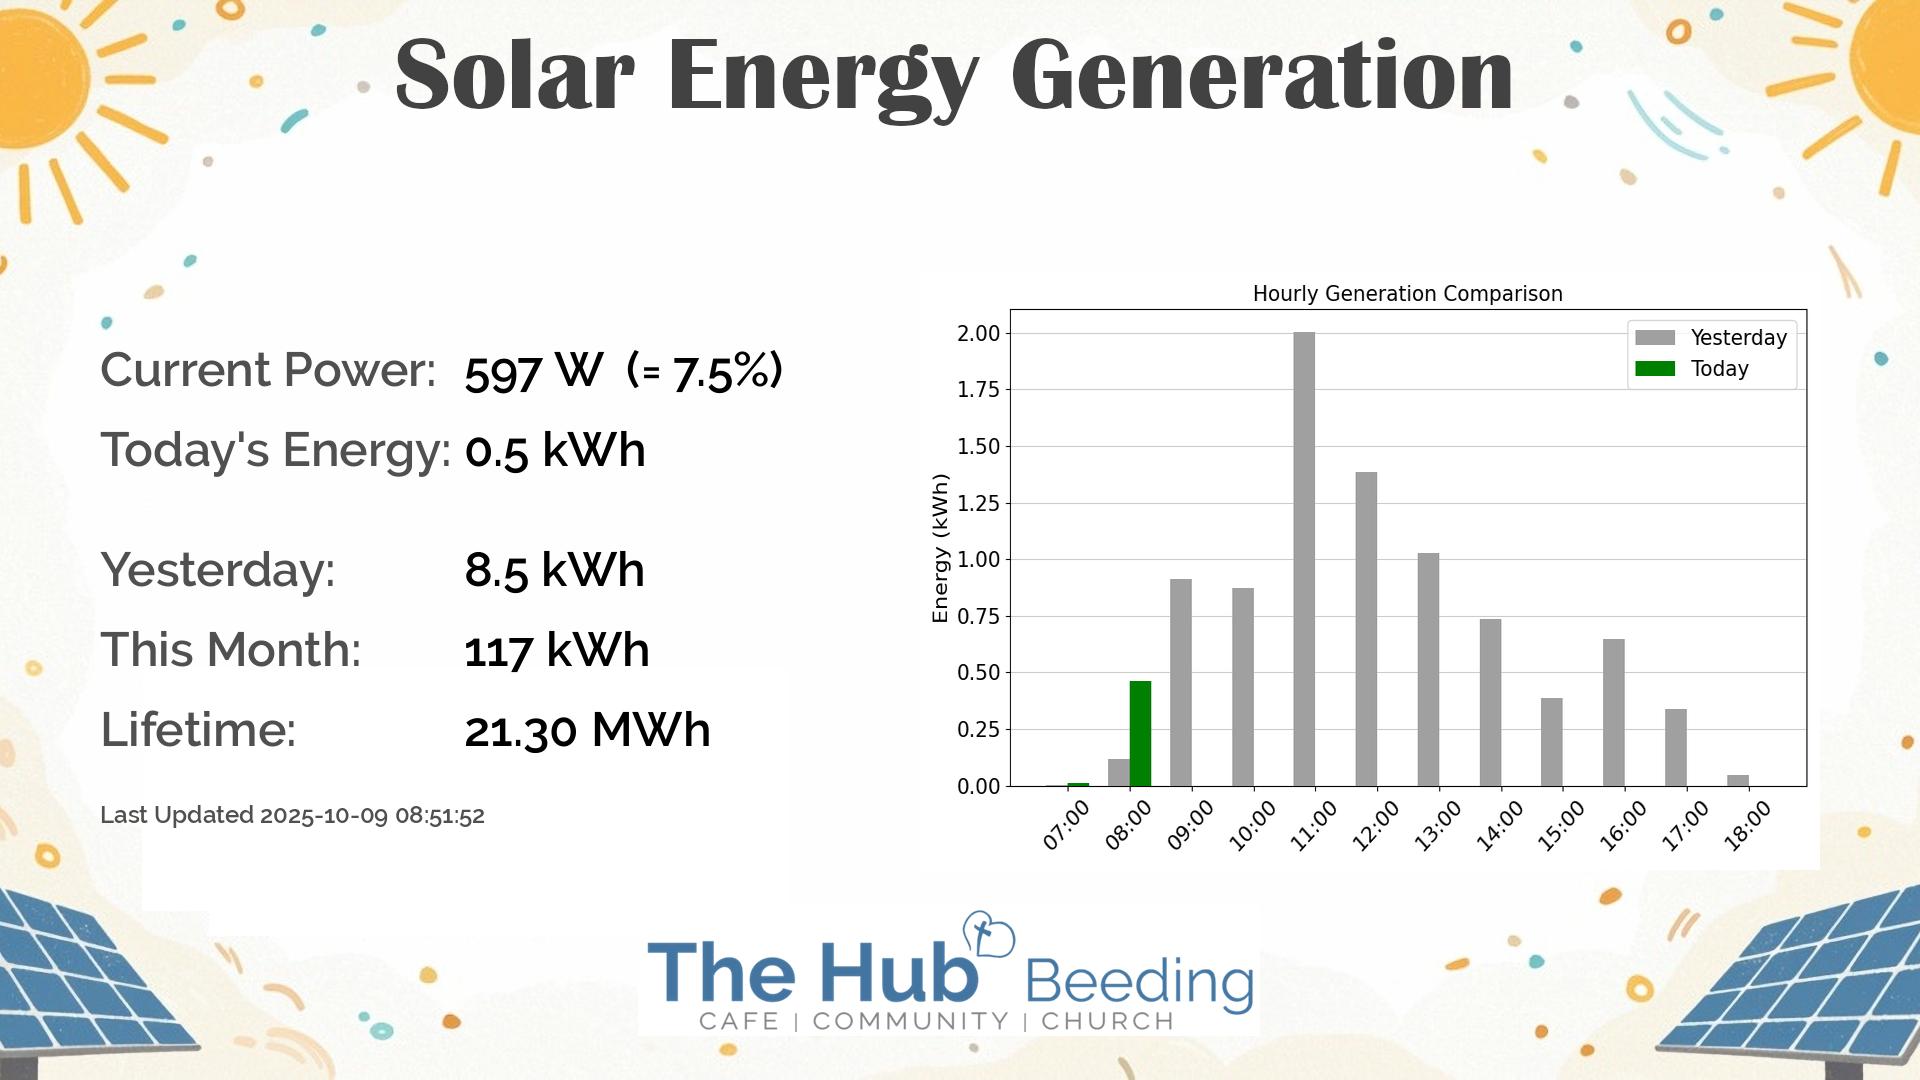 Solar Energy Generation
Current Power: 597 W (= 7.5%)
Today's Energy: 0.5 kWh
Yesterday: 8.5 kWh
This Month: 117 kWh
Lifetime: 21.30 MWh
Last Updated 2025-10-09 08:51:52
Hourly Generation Comparison
Yesterday
Today
Energy (kWh)
2.00
1.75
1.50
1.25
1.00
0.75
0.50
0.25
0.00
07:00 08:00 09:00 10:00 11:00 12:00 13:00 14:00 15:00 16:00 17:00 18:00
The Hub Beeding
CAFE | COMMUNITY | CHURCH